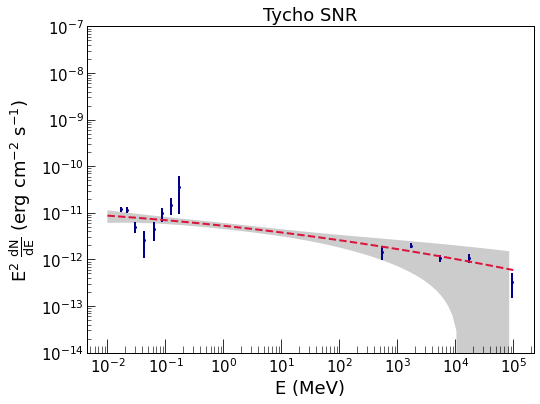 Tycho SNR
E² dN/dE (erg cm⁻² s⁻¹)
10⁻⁷
10⁻⁸
10⁻⁹
10⁻¹⁰
10⁻¹¹
10⁻¹²
10⁻¹³
10⁻¹⁴
10⁻² 10⁻¹ 10⁰ 10¹ 10² 10³ 10⁴ 10⁵
E (MeV)